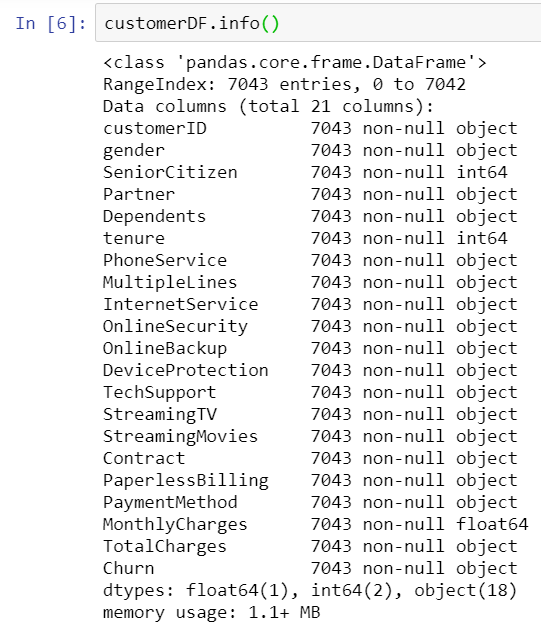 In [6]: customerDF.info()
<class 'pandas.core.frame.DataFrame'>
RangeIndex: 7043 entries, 0 to 7042
Data columns (total 21 columns):
customerID          7043 non-null object
gender              7043 non-null object
SeniorCitizen       7043 non-null int64
Partner             7043 non-null object
Dependents          7043 non-null object
tenure              7043 non-null int64
PhoneService        7043 non-null object
MultipleLines       7043 non-null object
InternetService     7043 non-null object
OnlineSecurity      7043 non-null object
OnlineBackup        7043 non-null object
DeviceProtection    7043 non-null object
TechSupport         7043 non-null object
StreamingTV         7043 non-null object
StreamingMovies     7043 non-null object
Contract            7043 non-null object
PaperlessBilling    7043 non-null object
PaymentMethod       7043 non-null object
MonthlyCharges      7043 non-null float64
TotalCharges        7043 non-null object
Churn               7043 non-null object
dtypes: float64(1), int64(2), object(18)
memory usage: 1.1+ MB